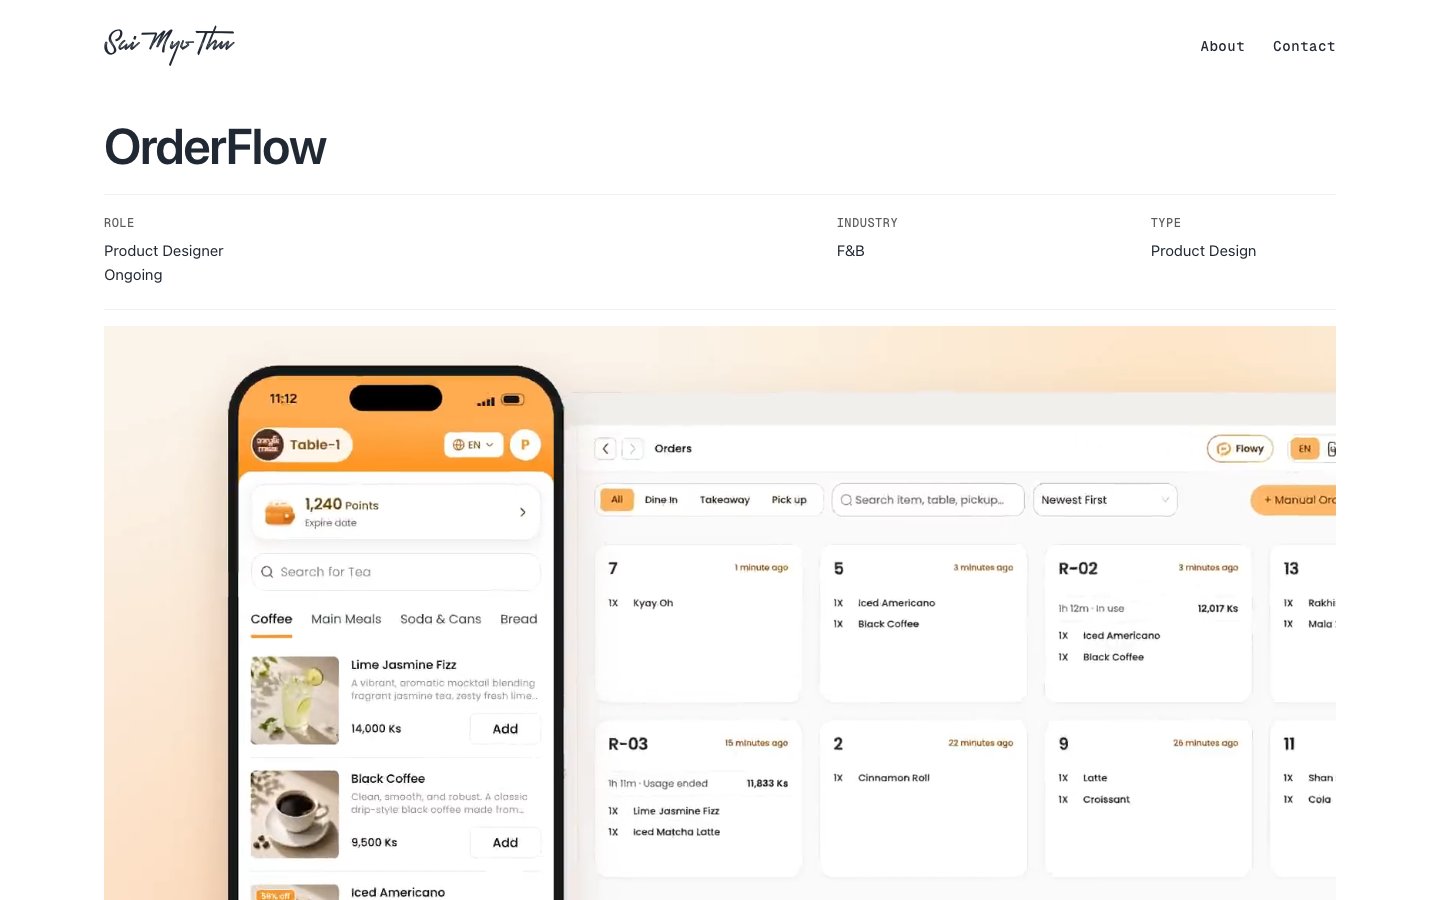 Sai Myo Thu
About
Contact
OrderFlow
ROLE
Product Designer
Ongoing
INDUSTRY
F&B
TYPE
Product Design
11:12
Table-1
EN
P
1,240 Points
Expire date
Search for Tea
Coffee
Main Meals
Soda & Cans
Bread
Lime Jasmine Fizz
A vibrant, aromatic mocktail blending
fragrant jasmine tea, zesty fresh lime...
14,000 Ks
Add
Black Coffee
Clean, smooth, and robust. A classic
drip-style black coffee made from...
9,500 Ks
Add
Iced Americano
Orders
Flowy
EN
All
Dine In
Takeaway
Pick up
Search item, table, pickup...
Newest First
+ Manual Orc
7
1 minute ago
1X Kyay Oh
5
3 minutes ago
1X Iced Americano
1X Black Coffee
R-02
3 minutes ago
1h 12m · In use
12,017 Ks
1X Iced Americano
1X Black Coffee
13
1X Rakhi
1X Mala
R-03
15 minutes ago
1h 11m · Usage ended
11,833 Ks
1X Lime Jasmine Fizz
1X Iced Matcha Latte
2
22 minutes ago
1X Cinnamon Roll
9
26 minutes ago
1X Latte
1X Croissant
11
1X Shan
1X Cola